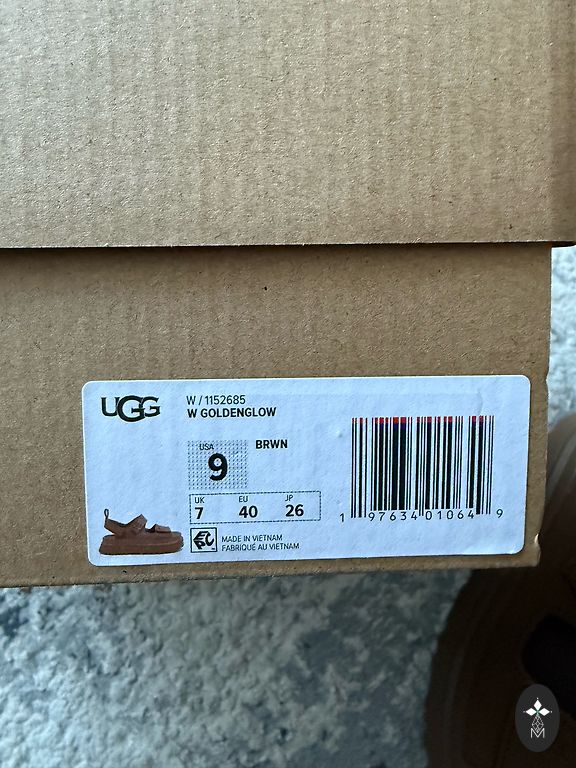 UGG
W / 1152685
W GOLDENGLOW
USA
9
BRWN
UK EU JP
7 40 26
MADE IN VIETNAM
FABRIQUÉ AU VIETNAM
1 97634 01064 9
M